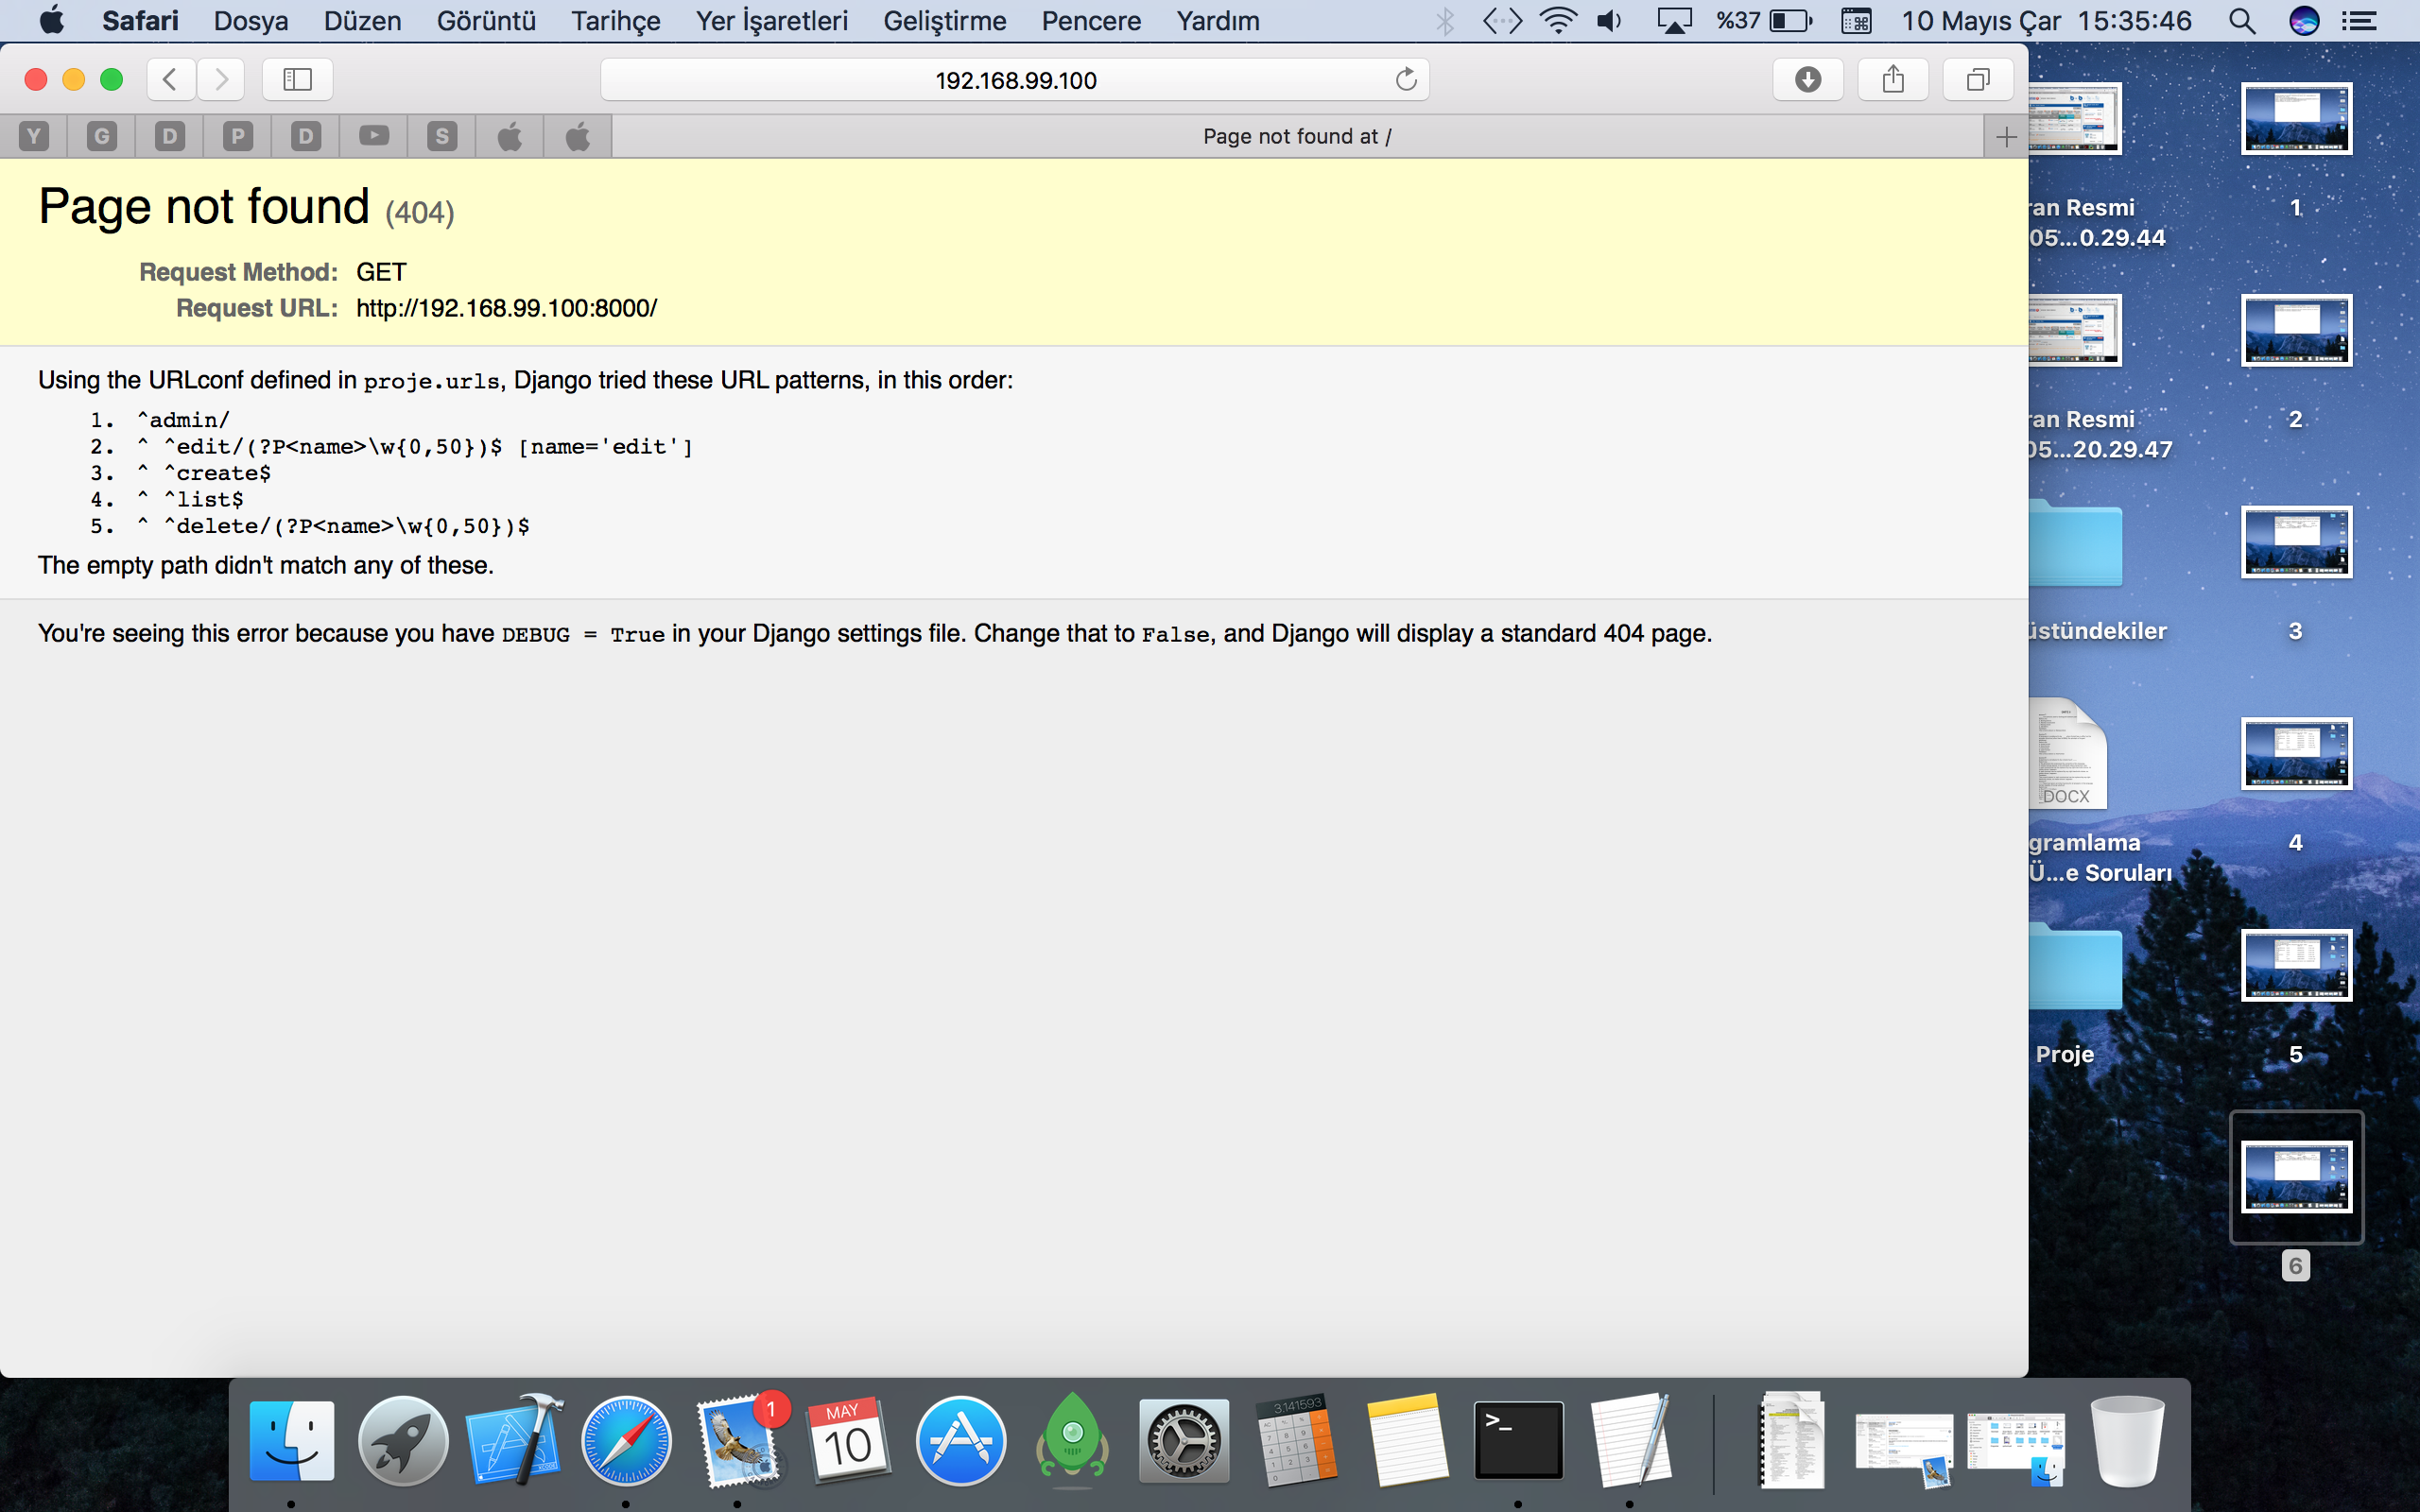 Safari Dosya Düzen Görüntü Tarihçe Yer İşaretleri Geliştirme Pencere Yardım %37 10 Mayıs Çar 15:35:46
192.168.99.100
Y G D P D S Page not found at /
Page not found (404)
Request Method: GET
Request URL: http://192.168.99.100:8000/
Using the URLconf defined in proje.urls, Django tried these URL patterns, in this order:
1. ^admin/
2. ^ ^edit/(?P<name>\w{0,50})$ [name='edit']
3. ^ ^create$
4. ^ ^list$
5. ^ ^delete/(?P<name>\w{0,50})$
The empty path didn't match any of these.
You're seeing this error because you have DEBUG = True in your Django settings file. Change that to False, and Django will display a standard 404 page.
ran Resmi
05...0.29.44
1
ran Resmi
05...20.29.47
2
üstündekiler
3
DOCX
gramlama
Ü...e Soruları
4
Proje
5
6
1
MAY
10
3.141593
>_